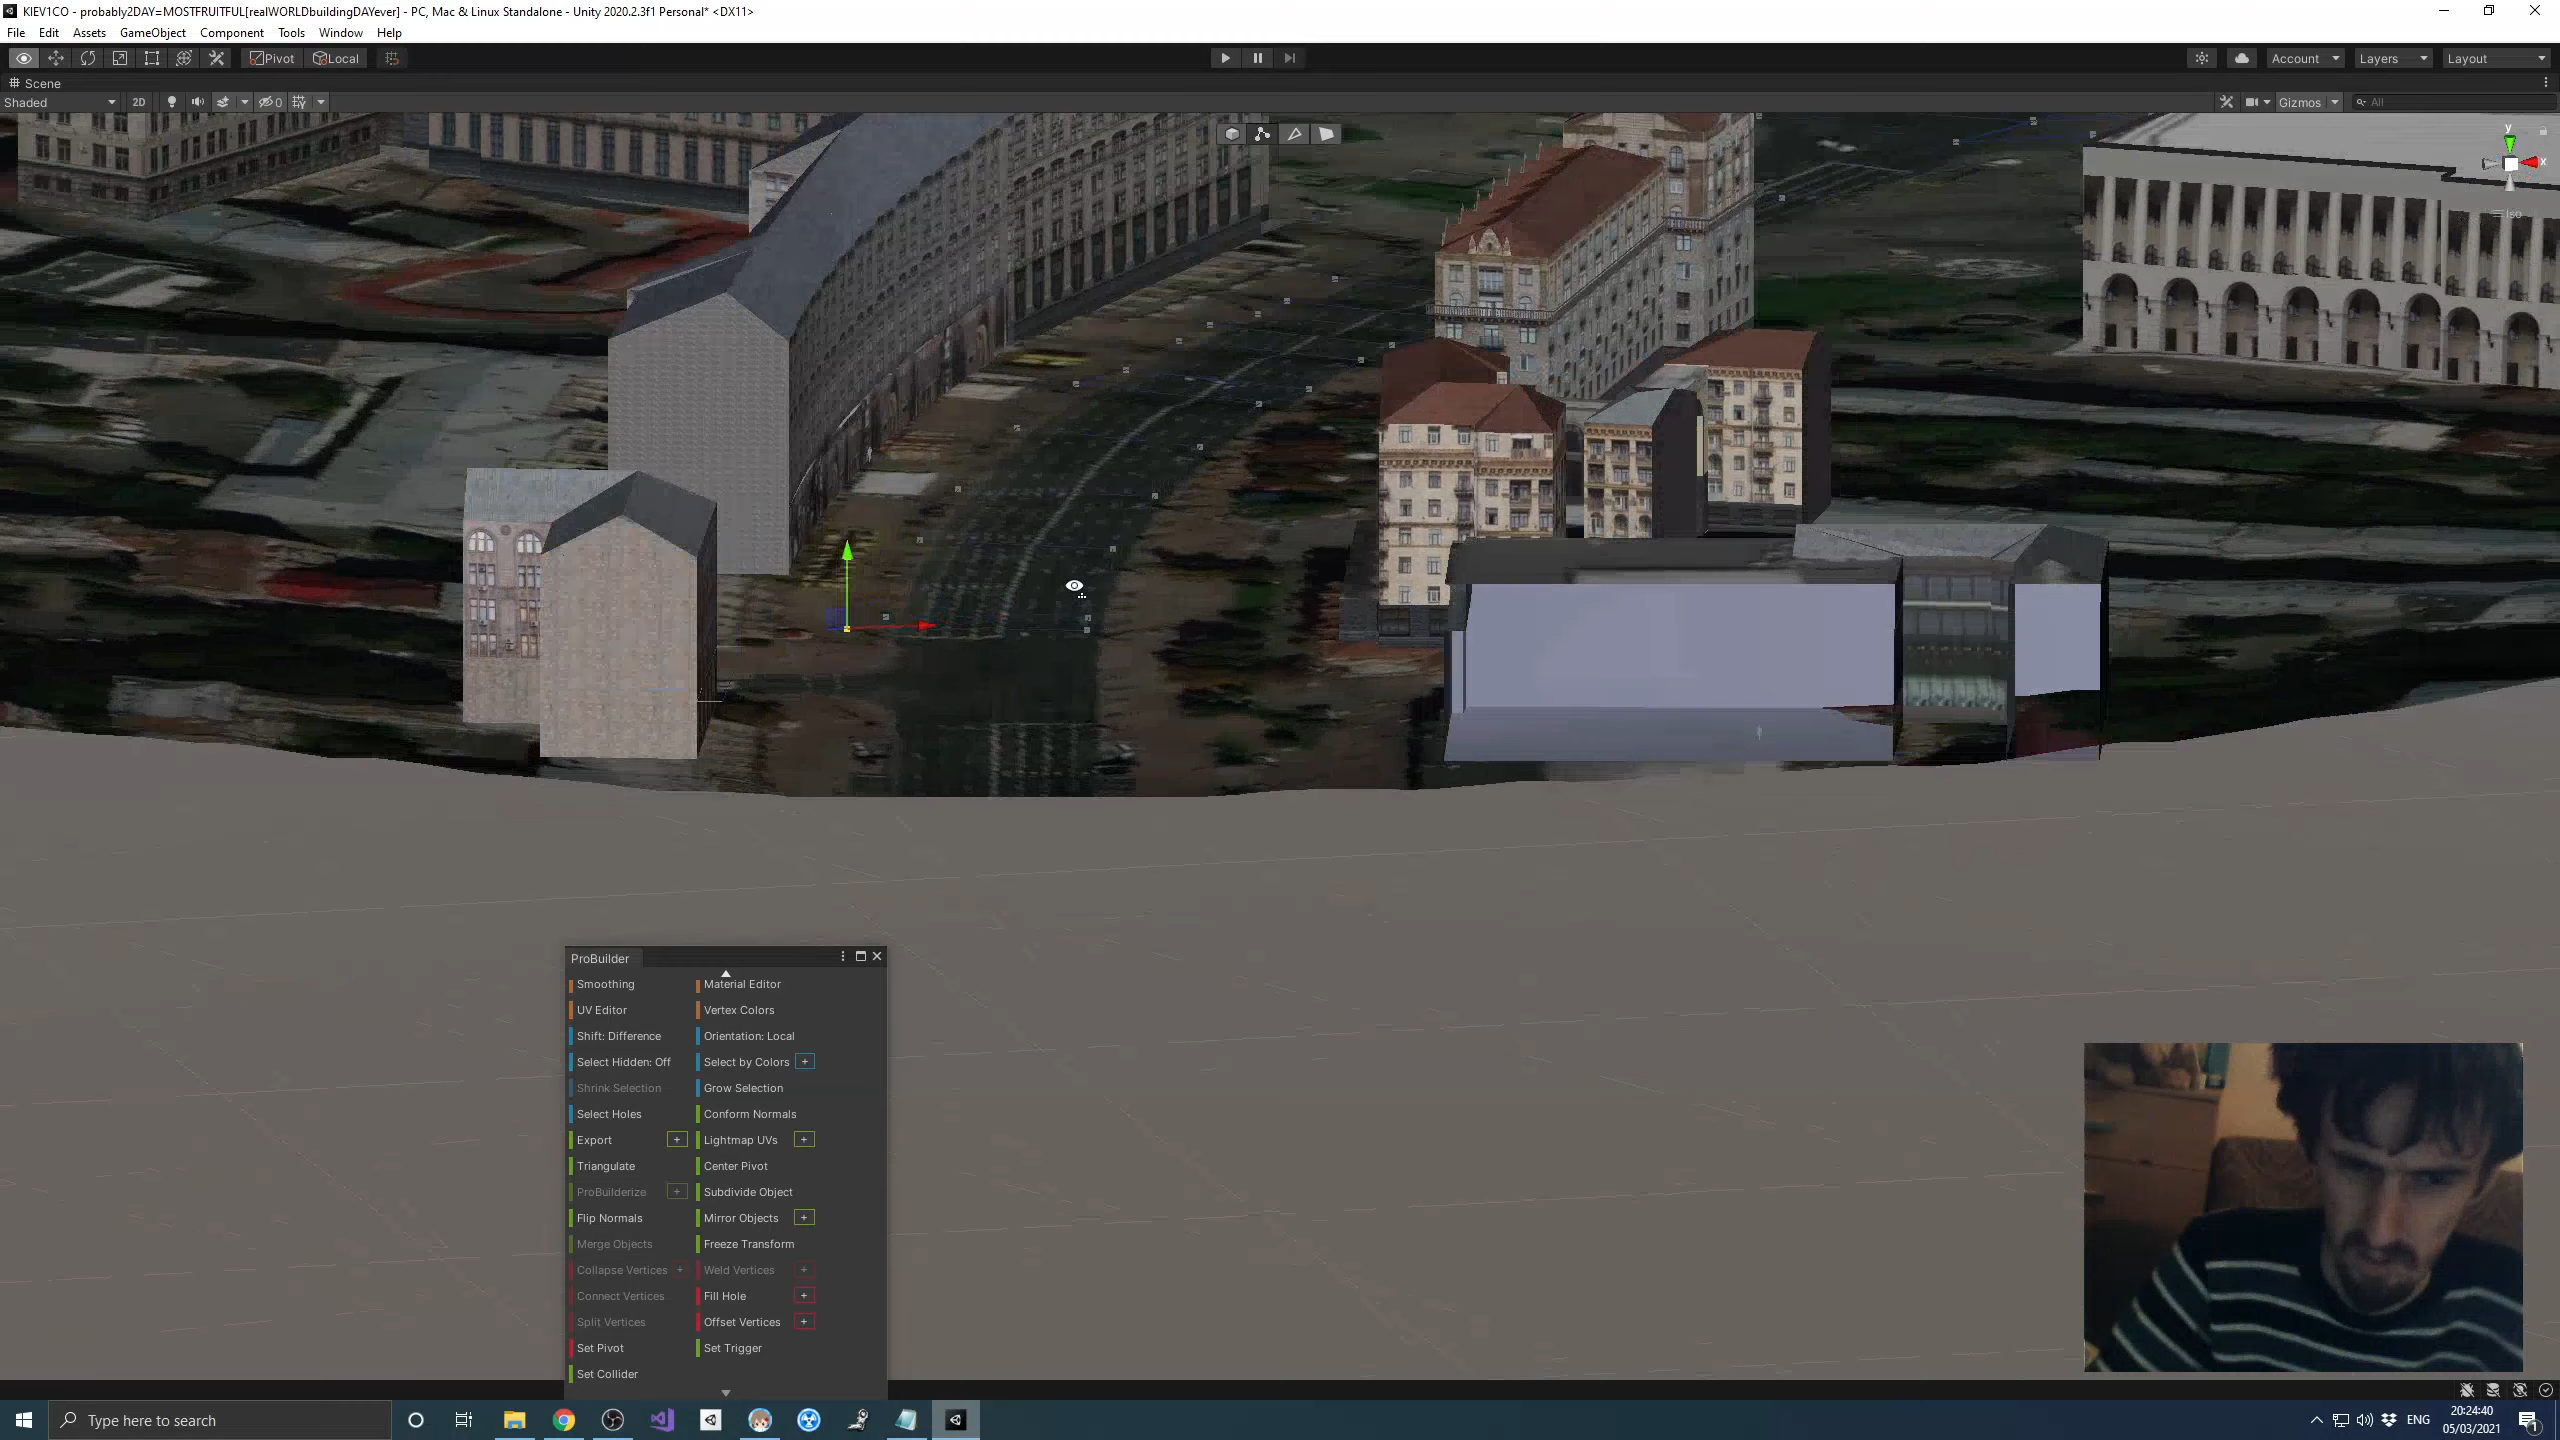 KIEV1CO - probably2DAY=MOSTFRUITFUL[realWORLDbuildingDAYever] - PC, Mac & Linux Standalone - Unity 2020.2.3f1 Personal* <DX11>
File Edit Assets GameObject Component Tools Window Help
Pivot Local Account Layers Layout
Scene
Shaded 2D 0 Gizmos All
y
x
Iso
ProBuilder
Smoothing Material Editor
UV Editor Vertex Colors
Shift: Difference Orientation: Local
Select Hidden: Off Select by Colors +
Shrink Selection Grow Selection
Select Holes Conform Normals
Export + Lightmap UVs +
Triangulate Center Pivot
ProBuilderize + Subdivide Object
Flip Normals Mirror Objects +
Merge Objects Freeze Transform
Collapse Vertices + Weld Vertices +
Connect Vertices Fill Hole +
Split Vertices Offset Vertices +
Set Pivot Set Trigger
Set Collider
Type here to search ENG 20:24:40
05/03/2021
1